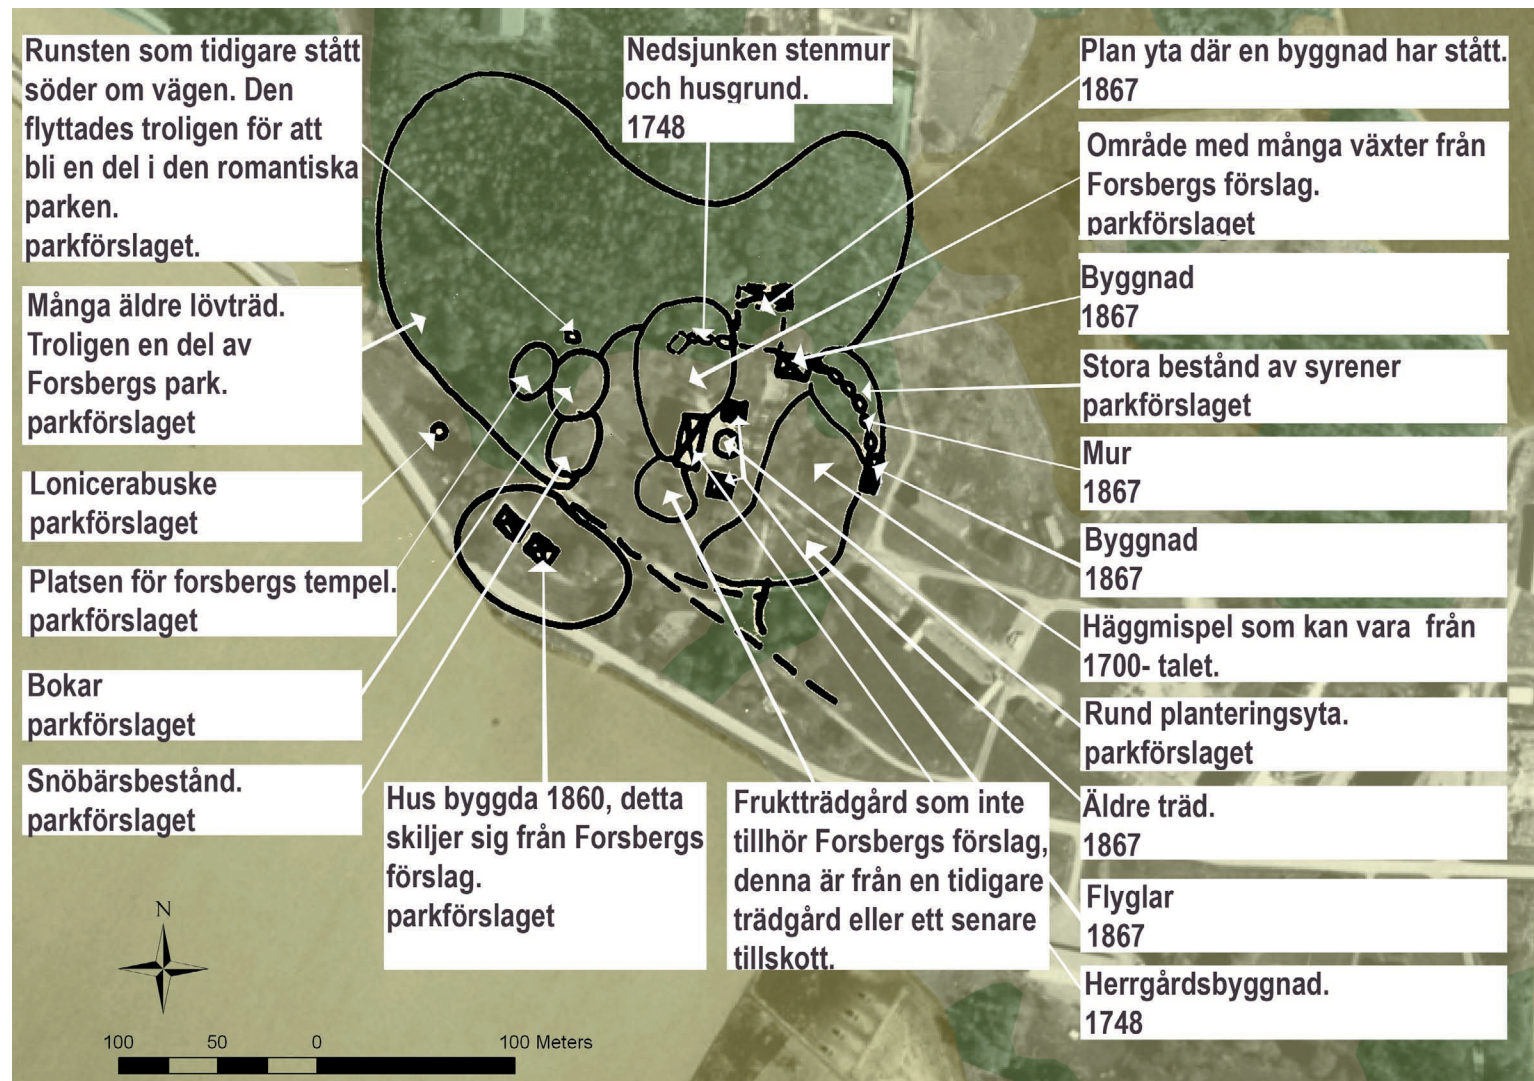 Runsten som tidigare stått
söder om vägen. Den
flyttades troligen för att
bli en del i den romantiska
parken.
parkförslaget.
Många äldre lövträd.
Troligen en del av
Forsbergs park.
parkförslaget
Lonicerabuske
parkförslaget
Platsen för forsbergs tempel.
parkförslaget
Bokar
parkförslaget
Snöbärsbestånd.
parkförslaget
Nedsjunken stenmur
och husgrund.
1748
Hus byggda 1860, detta
skiljer sig från Forsbergs
förslag.
parkförslaget
Fruktträdgård som inte
tillhör Forsbergs förslag,
denna är från en tidigare
trädgård eller ett senare
tillskott.
Plan yta där en byggnad har stått.
1867
Område med många växter från
Forsbergs förslag.
parkförslaget
Byggnad
1867
Stora bestånd av syrener
parkförslaget
Mur
1867
Byggnad
1867
Häggmispel som kan vara från
1700- talet.
Rund planteringsyta.
parkförslaget
Äldre träd.
1867
Flyglar
1867
Herrgårdsbyggnad.
1748
N
100 50 0 100 Meters